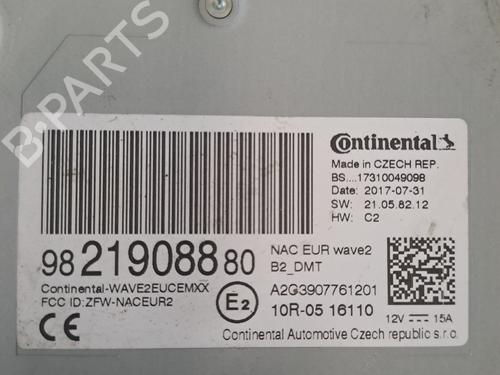 B-PARTS
Continental
Made in CZECH REP.
BS....17310049098
Date: 2017-07-31
SW: 21.05.82.12
HW: C2
98 219088 80
NAC EUR wave2
B2_DMT
Continental-WAVE2EUCEMXX
FCC ID:ZFW-NACEUR2
E2
A2G3907761201
10R-05 16110
CE
12V 15A
Continental Automotive Czech republic s.r.o.